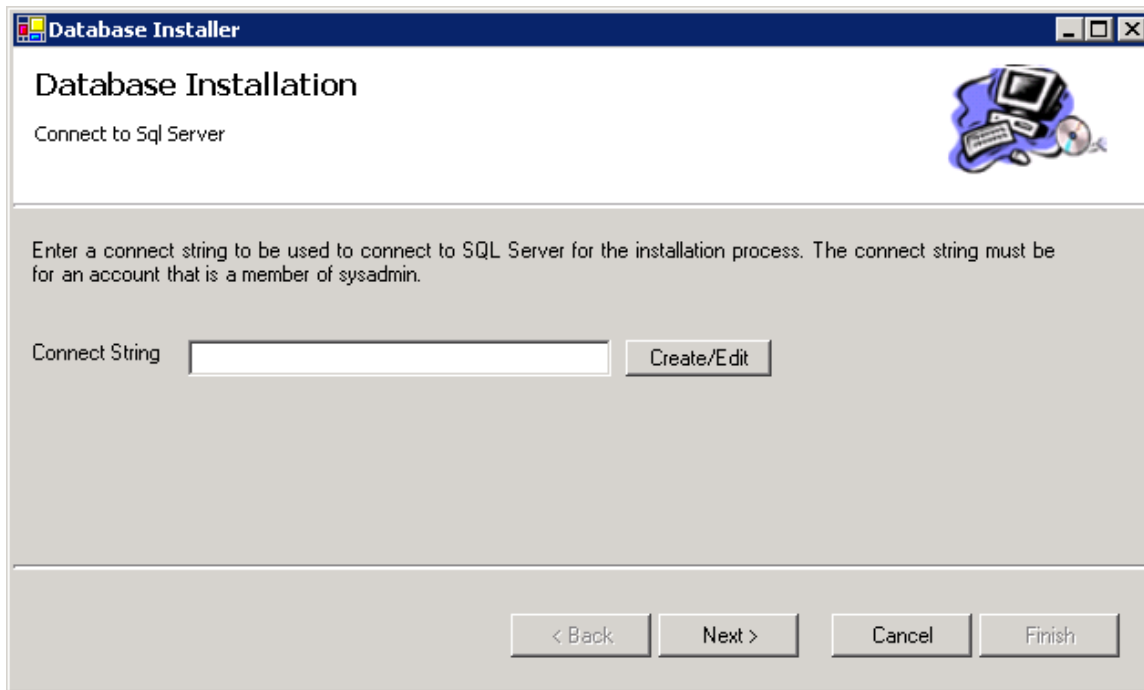 Database Installer
Database Installation
Connect to Sql Server
Enter a connect string to be used to connect to SQL Server for the installation process. The connect string must be
for an account that is a member of sysadmin.
Connect String
Create/Edit
< Back
Next >
Cancel
Finish